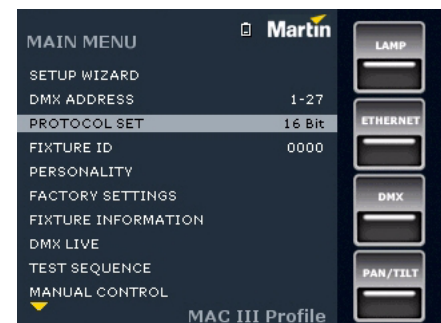 Martin
MAIN MENU
SETUP WIZARD
DMX ADDRESS 1-27
PROTOCOL SET 16 Bit
FIXTURE ID 0000
PERSONALITY
FACTORY SETTINGS
FIXTURE INFORMATION
DMX LIVE
TEST SEQUENCE
MANUAL CONTROL
MAC III Profile
LAMP
ETHERNET
DMX
PAN/TILT